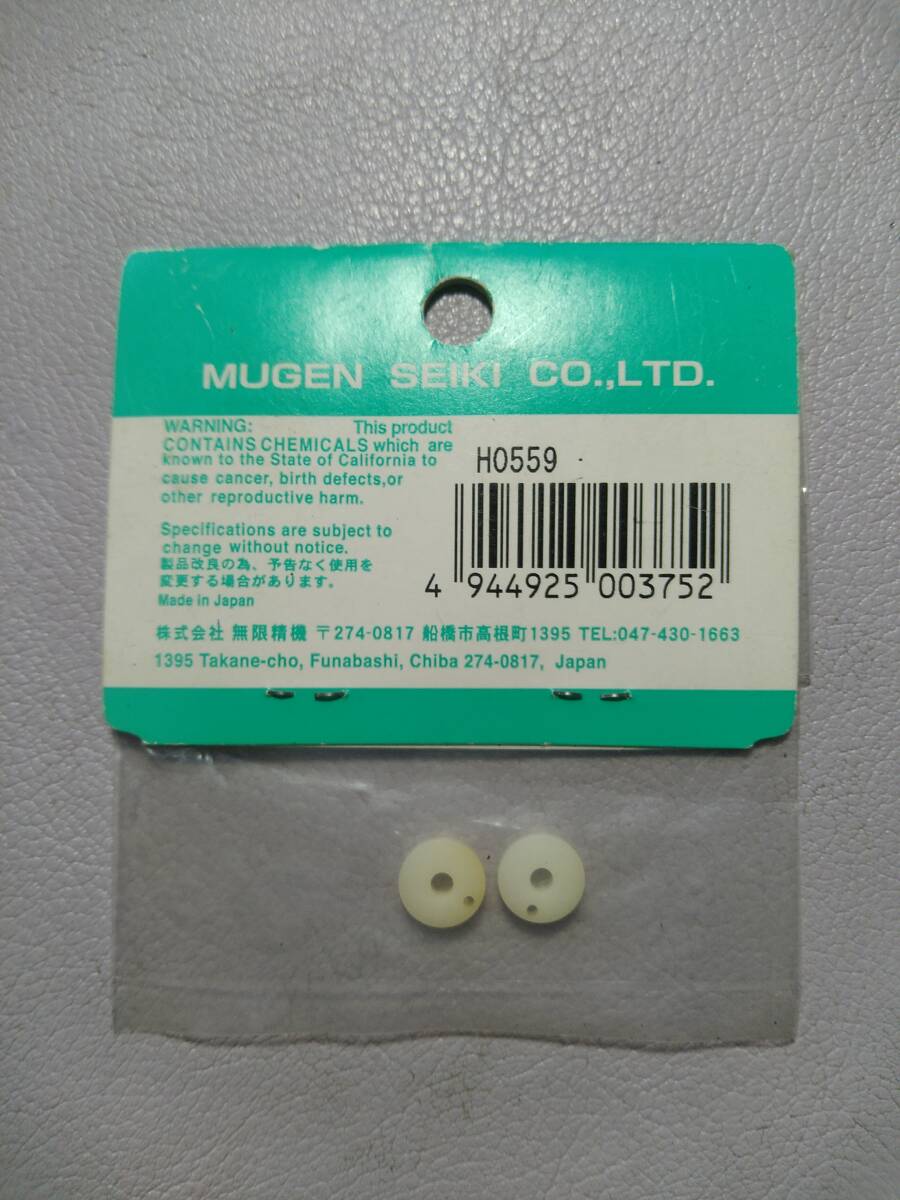 MUGEN SEIKI CO.,LTD.
WARNING: This product
CONTAINS CHEMICALS which are
known to the State of California to
cause cancer, birth defects,or
other reproductive harm.
H0559
Specifications are subject to
change without notice.
製品改良の為、予告なく使用を
変更する場合があります。
Made in Japan
4 944925 003752
株式会社 無限精機 〒274-0817 船橋市高根町1395 TEL:047-430-1663
1395 Takane-cho, Funabashi, Chiba 274-0817, Japan